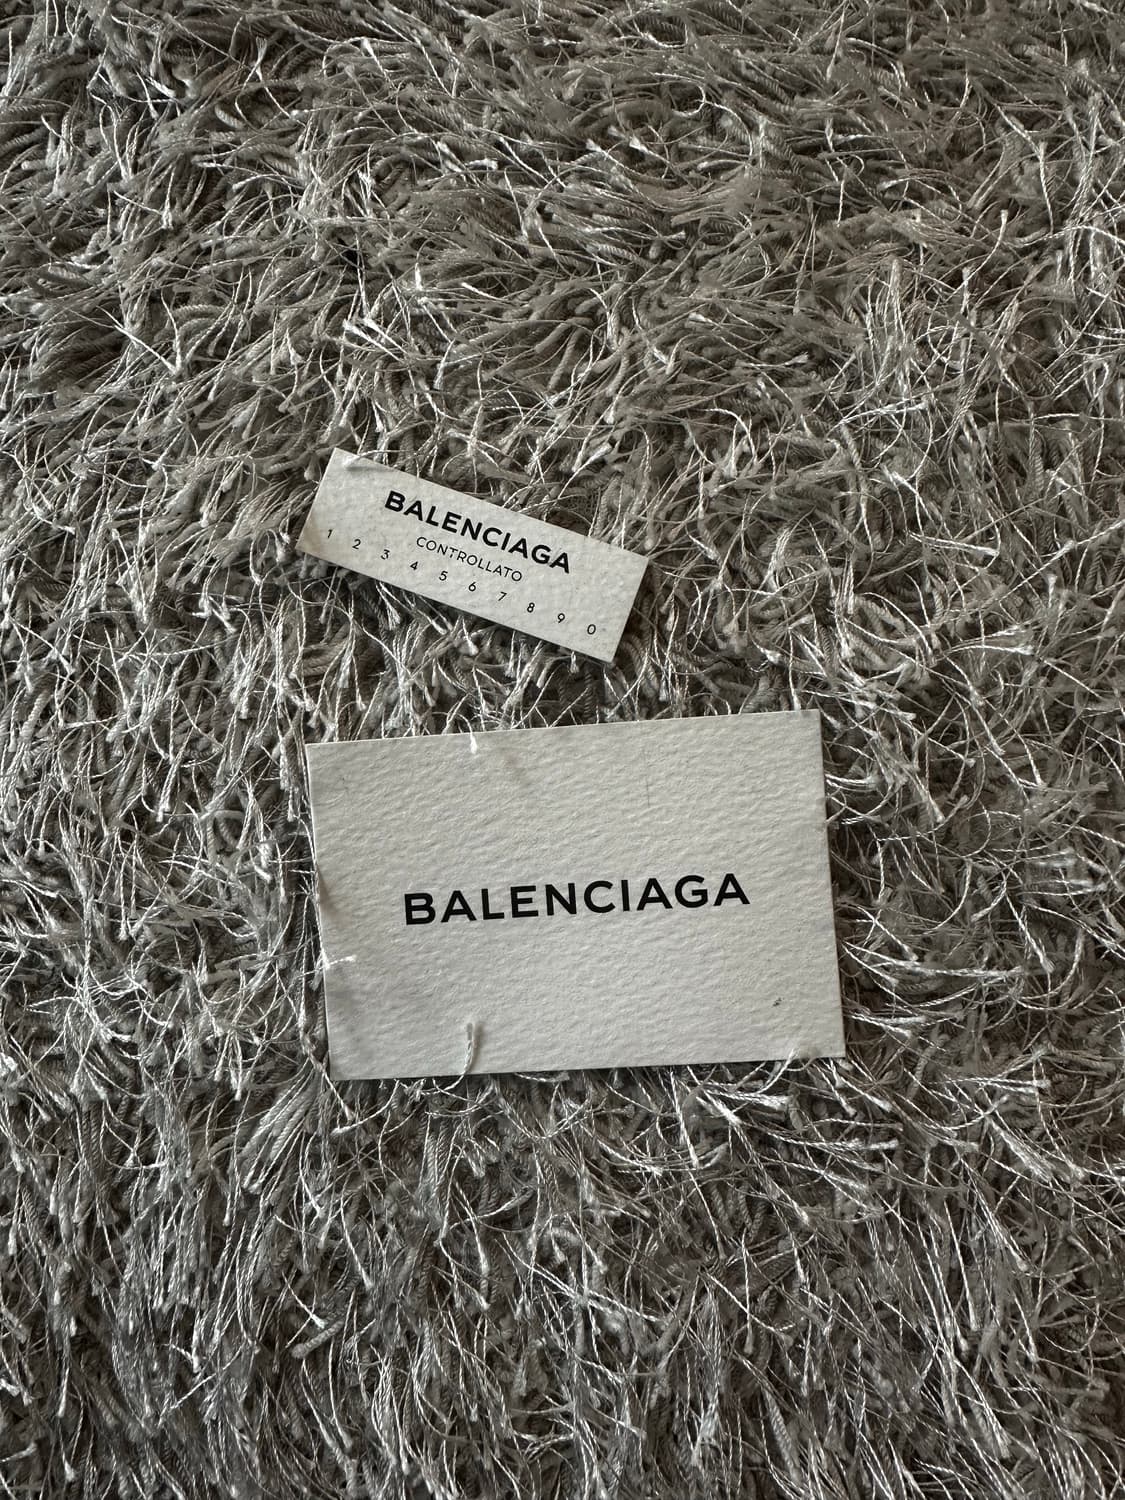 BALENCIAGA
CONTROLLATO
1 2 3 4 5 6 7 8 9 0
BALENCIAGA